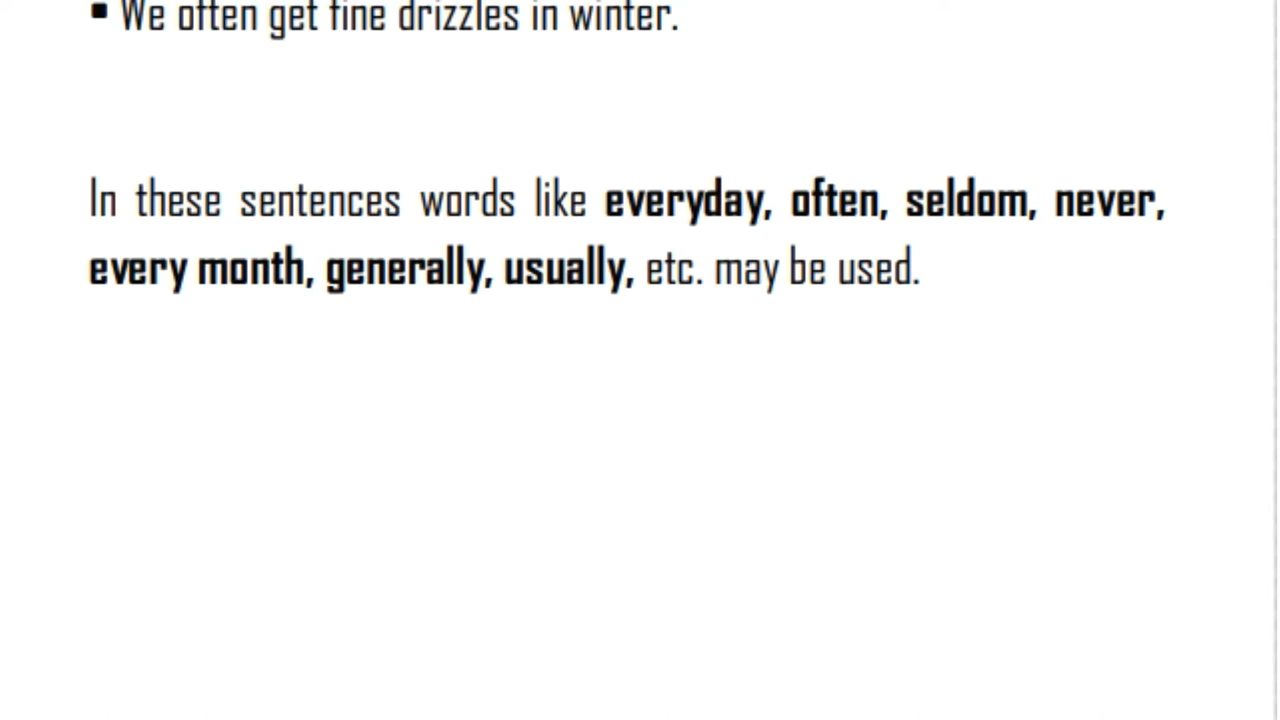 ▪ We often get fine drizzles in winter.
In these sentences words like everyday, often, seldom, never,
every month, generally, usually, etc. may be used.